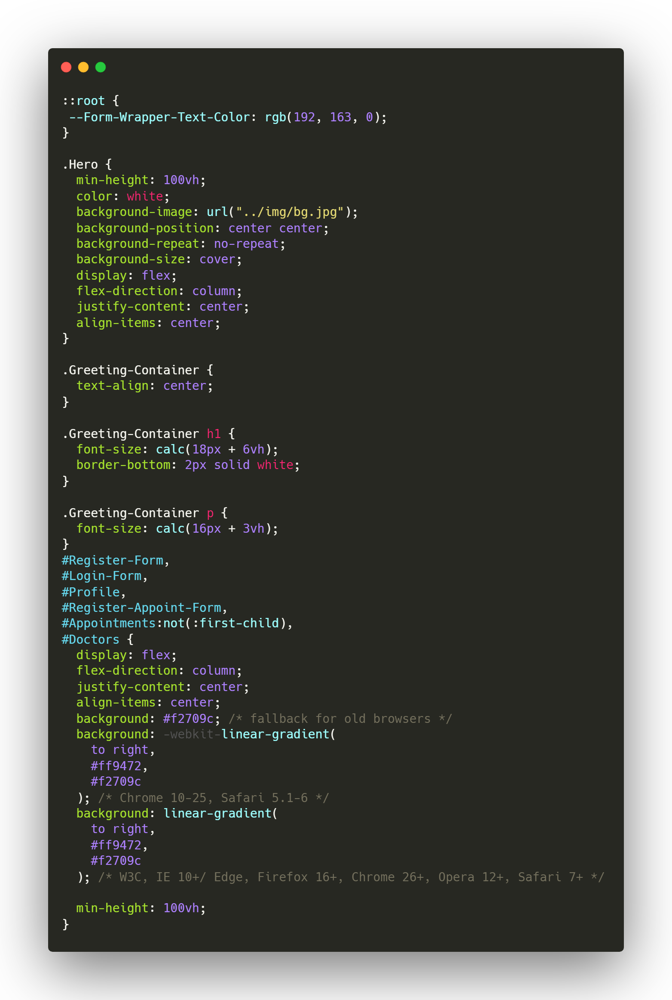 ::root {
 --Form-Wrapper-Text-Color: rgb(192, 163, 0);
}

.Hero {
  min-height: 100vh;
  color: white;
  background-image: url("../img/bg.jpg");
  background-position: center center;
  background-repeat: no-repeat;
  background-size: cover;
  display: flex;
  flex-direction: column;
  justify-content: center;
  align-items: center;
}

.Greeting-Container {
  text-align: center;
}

.Greeting-Container h1 {
  font-size: calc(18px + 6vh);
  border-bottom: 2px solid white;
}

.Greeting-Container p {
  font-size: calc(16px + 3vh);
}
#Register-Form,
#Login-Form,
#Profile,
#Register-Appoint-Form,
#Appointments:not(:first-child),
#Doctors {
  display: flex;
  flex-direction: column;
  justify-content: center;
  align-items: center;
  background: #f2709c; /* fallback for old browsers */
  background: -webkit-linear-gradient(
    to right,
    #ff9472,
    #f2709c
  ); /* Chrome 10-25, Safari 5.1-6 */
  background: linear-gradient(
    to right,
    #ff9472,
    #f2709c
  ); /* W3C, IE 10+/ Edge, Firefox 16+, Chrome 26+, Opera 12+, Safari 7+ */

  min-height: 100vh;
}